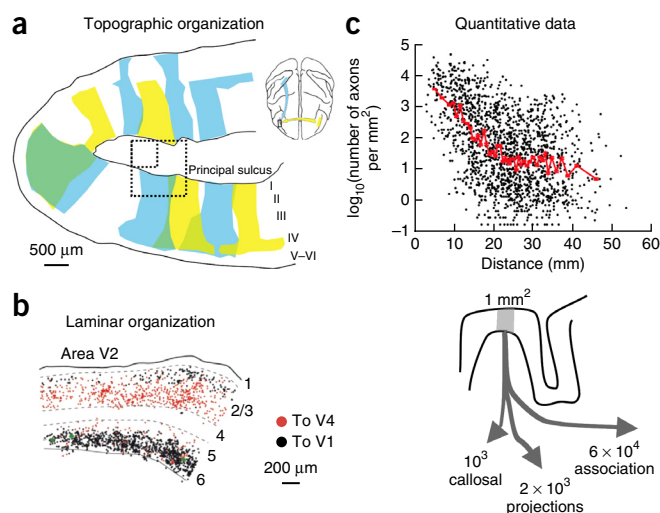 a
Topographic organization
Principal sulcus
I
II
III
IV
V–VI
500 μm
b
Laminar organization
Area V2
1
2/3
4
5
6
To V4
To V1
200 μm
c
Quantitative data
log10(number of axons
per mm²)
5
4
3
2
1
0
–1
0 10 20 30 40 50 60
Distance (mm)
1 mm²
10³
callosal
2 × 10³
projections
6 × 10⁴
association